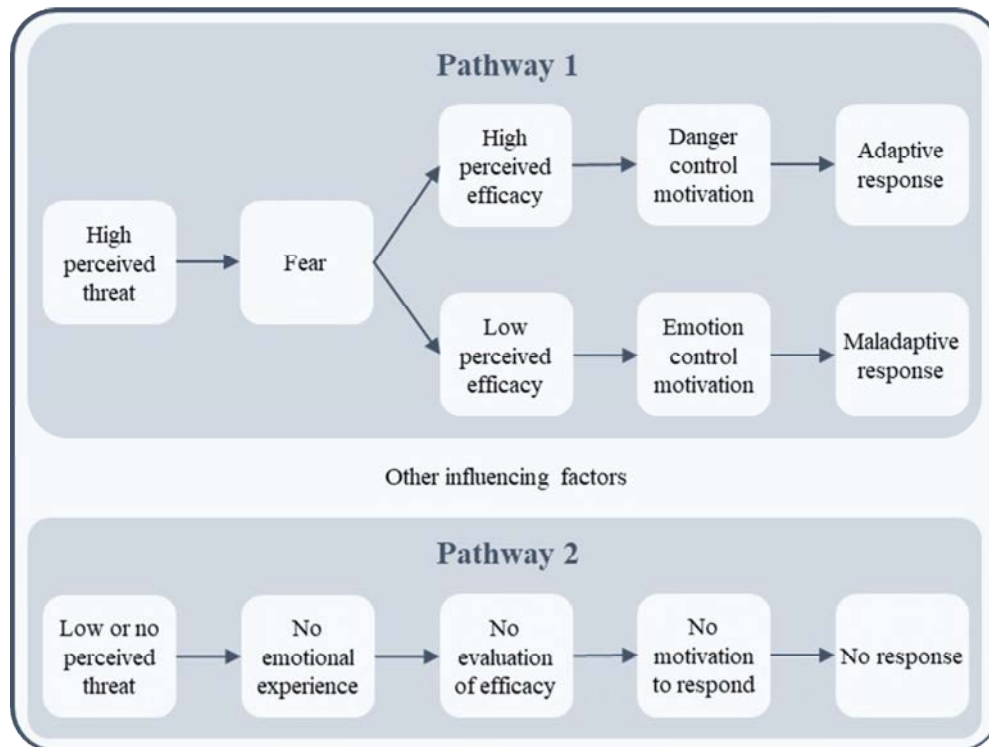 Pathway 1
High
perceived
threat
Fear
High
perceived
efficacy
Danger
control
motivation
Adaptive
response
Low
perceived
efficacy
Emotion
control
motivation
Maladaptive
response
Other influencing factors
Pathway 2
Low or no
perceived
threat
No
emotional
experience
No
evaluation
of efficacy
No
motivation
to respond
No response